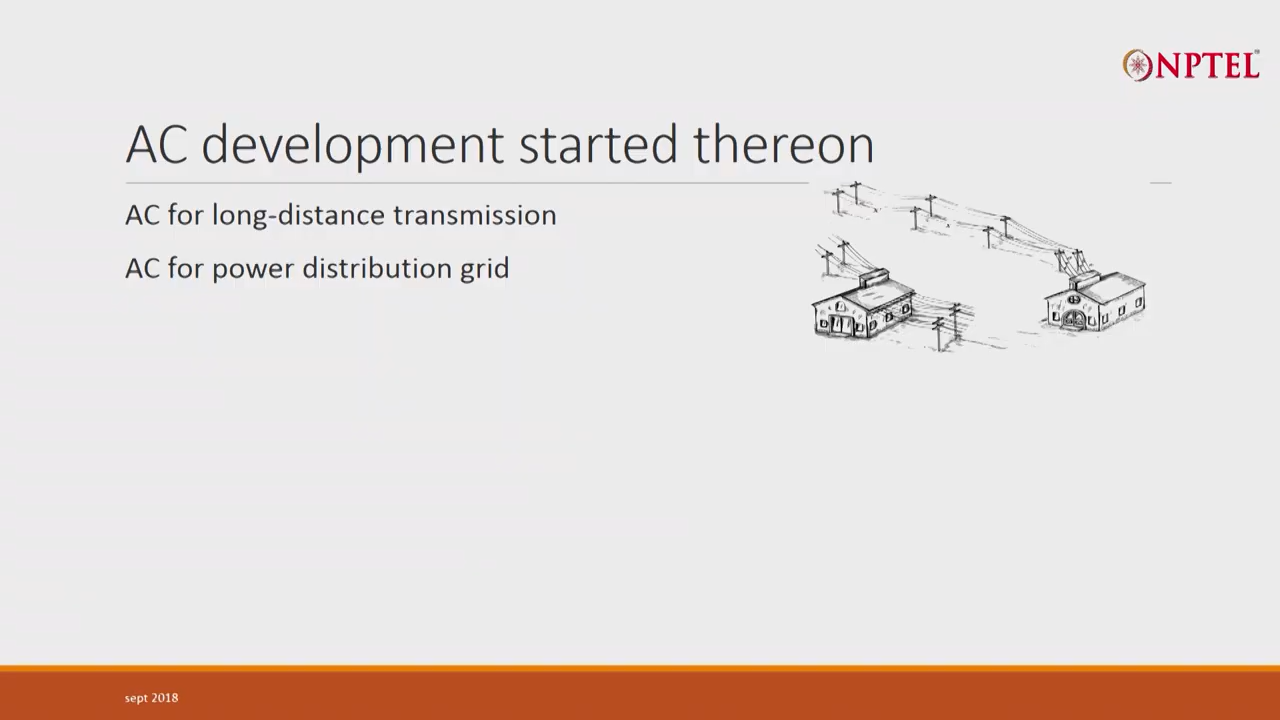 NPTEL
AC development started thereon
AC for long-distance transmission
AC for power distribution grid
sept 2018